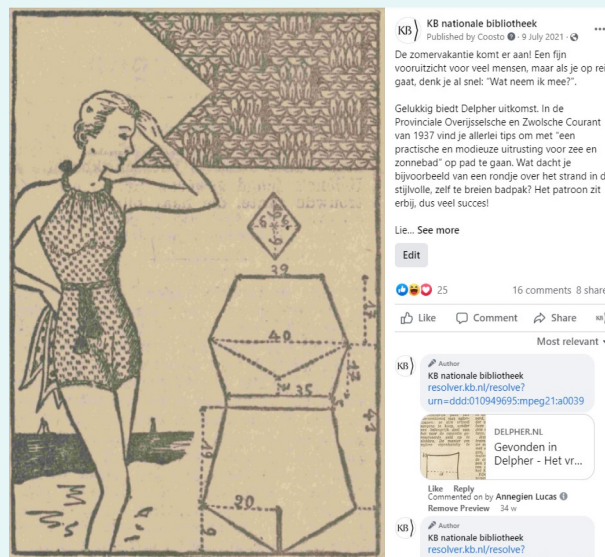 39
40
35
5
17
17
42
19
20
9
KB
KB nationale bibliotheek
Published by Coosto · 9 July 2021 ·
De zomervakantie komt er aan! Een fijn
vooruitzicht voor veel mensen, maar als je op rei
gaat, denk je al snel: "Wat neem ik mee?".
Gelukkig biedt Delpher uitkomst. In de
Provinciale Overijsselsche en Zwolsche Courant
van 1937 vind je allerlei tips om met "een
practische en modieuze uitrusting voor zee en
zonnebad" op pad te gaan. Wat dacht je
bijvoorbeeld van een rondje over het strand in d
stijlvolle, zelf te breien badpak? Het patroon zit
erbij, dus veel succes!
Lie... See more
Edit
25
16 comments 8 share
Like Comment Share
Most relevant
KB
Author
KB nationale bibliotheek
resolver.kb.nl/resolve?
urn=ddd:010949695:mpeg21:a0039
DELPHER.NL
Gevonden in
Delpher - Het vr...
Like Reply
Commented on by Annegien Lucas
Remove Preview 34 w
KB
Author
KB nationale bibliotheek
resolver.kb.nl/resolve?